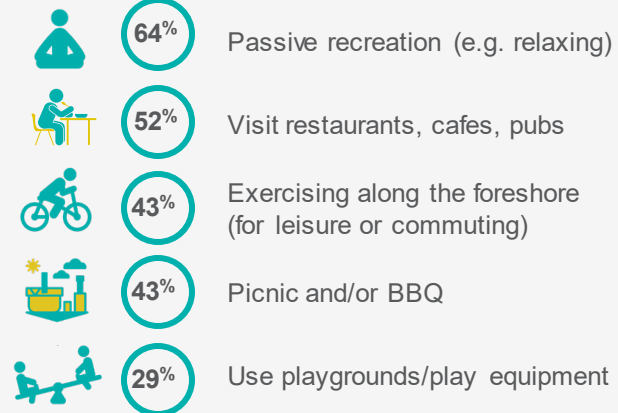 64% Passive recreation (e.g. relaxing)
52% Visit restaurants, cafes, pubs
43% Exercising along the foreshore
(for leisure or commuting)
43% Picnic and/or BBQ
29% Use playgrounds/play equipment